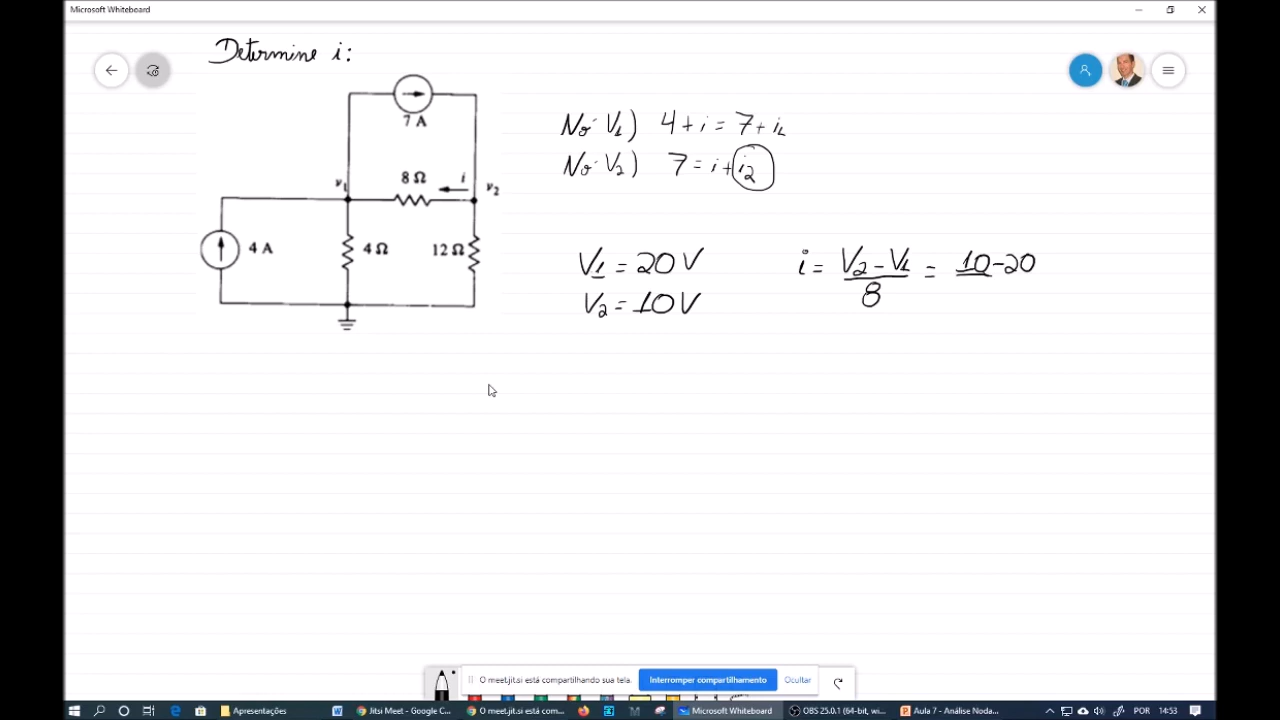 Microsoft Whiteboard
Determine i:
7 A
8 Ω
i
v1
v2
4 A
4 Ω
12 Ω
Nó V1) 4 + i = 7 + i1
Nó V2) 7 = i + i2
V1 = 20 V
V2 = 10 V
i = V2 - V1 / 8 = 10 - 20
O meet.jit.si está compartilhando sua tela.
Interromper compartilhamento
Ocultar
Apresentações
Jitsi Meet - Google C...
O meet.jit.si está com...
Microsoft Whiteboard
OBS 25.0.1 (64-bit, wi...
Aula 7 - Análise Noda...
POR
14:53